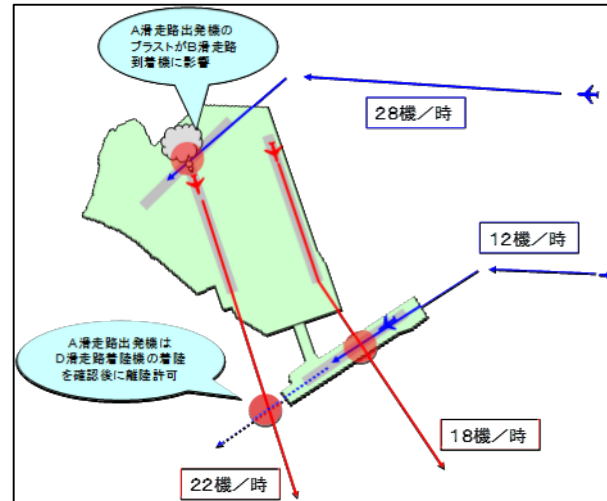 A滑走路出発機の
ブラストがB滑走路
到着機に影響
28機／時
12機／時
A滑走路出発機は
D滑走路着陸機の着陸
を確認後に離陸許可
18機／時
22機／時